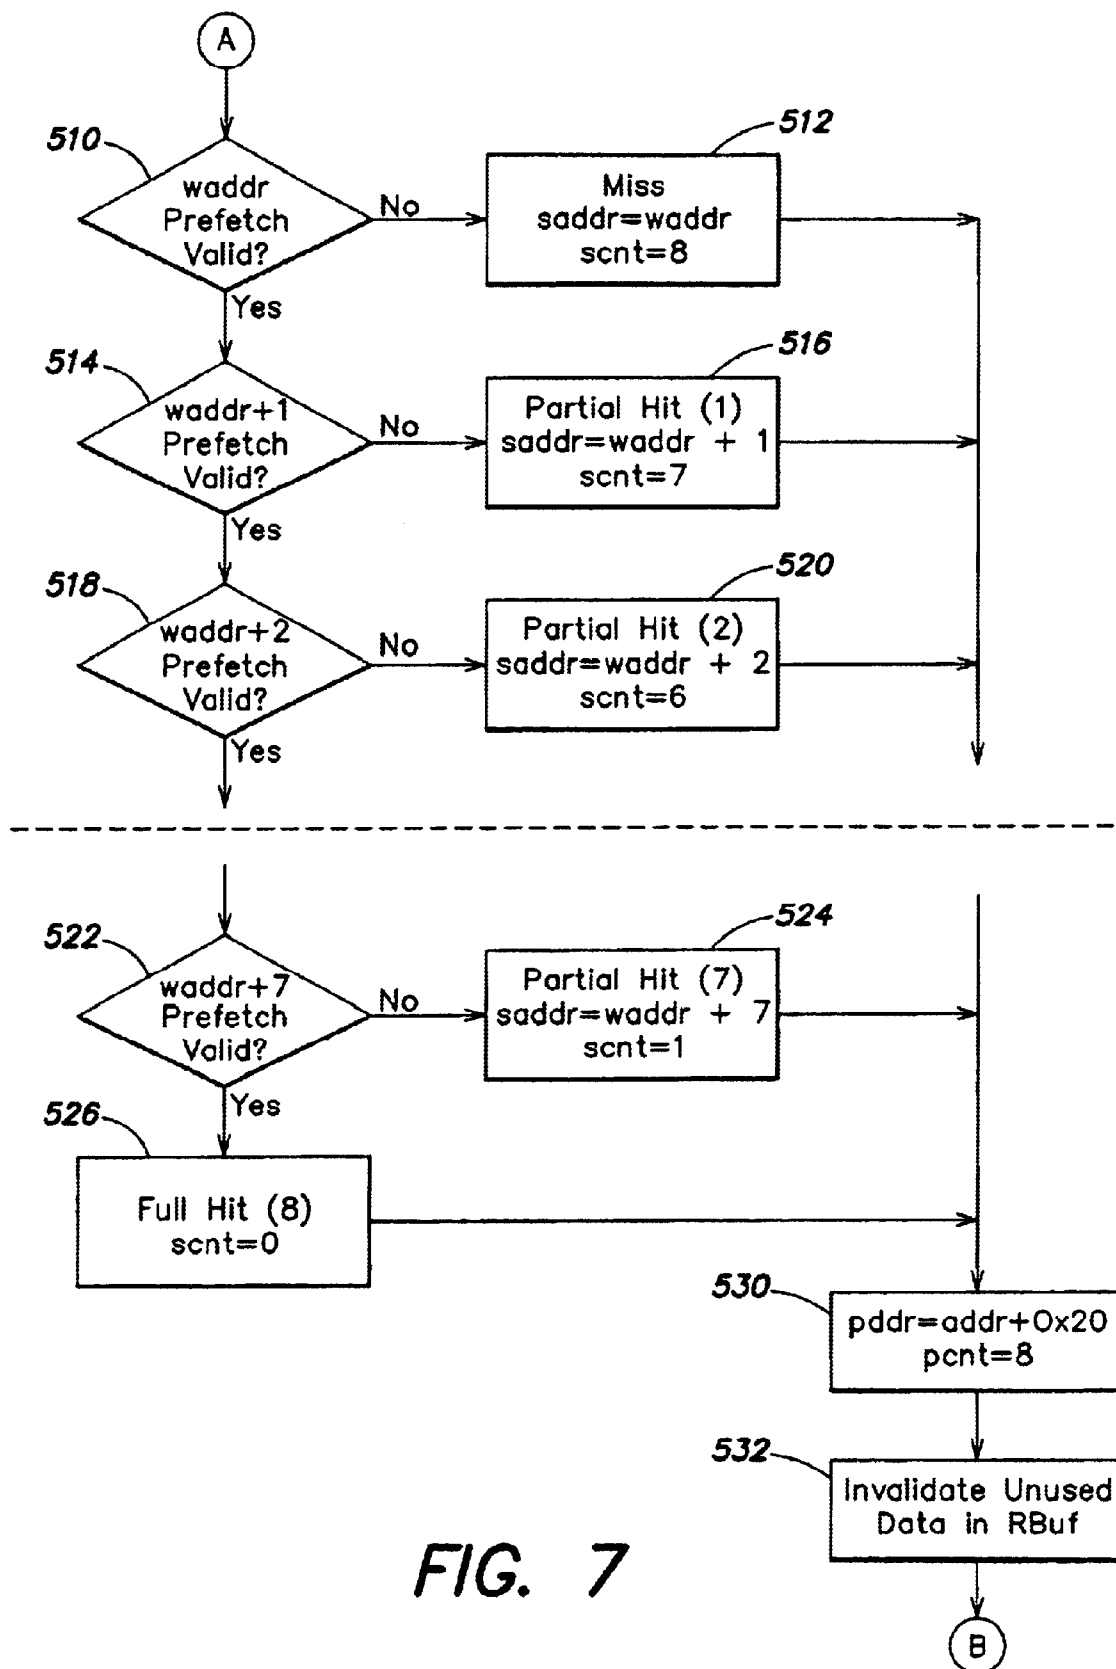 A
510
waddr
Prefetch
Valid?
No
Yes
512
Miss
saddr=waddr
scnt=8
514
waddr+1
Prefetch
Valid?
No
Yes
516
Partial Hit (1)
saddr=waddr + 1
scnt=7
518
waddr+2
Prefetch
Valid?
No
Yes
520
Partial Hit (2)
saddr=waddr + 2
scnt=6
522
waddr+7
Prefetch
Valid?
No
Yes
524
Partial Hit (7)
saddr=waddr + 7
scnt=1
526
Full Hit (8)
scnt=0
530
pddr=addr+0x20
pcnt=8
532
Invalidate Unused
Data in RBuf
B
FIG. 7